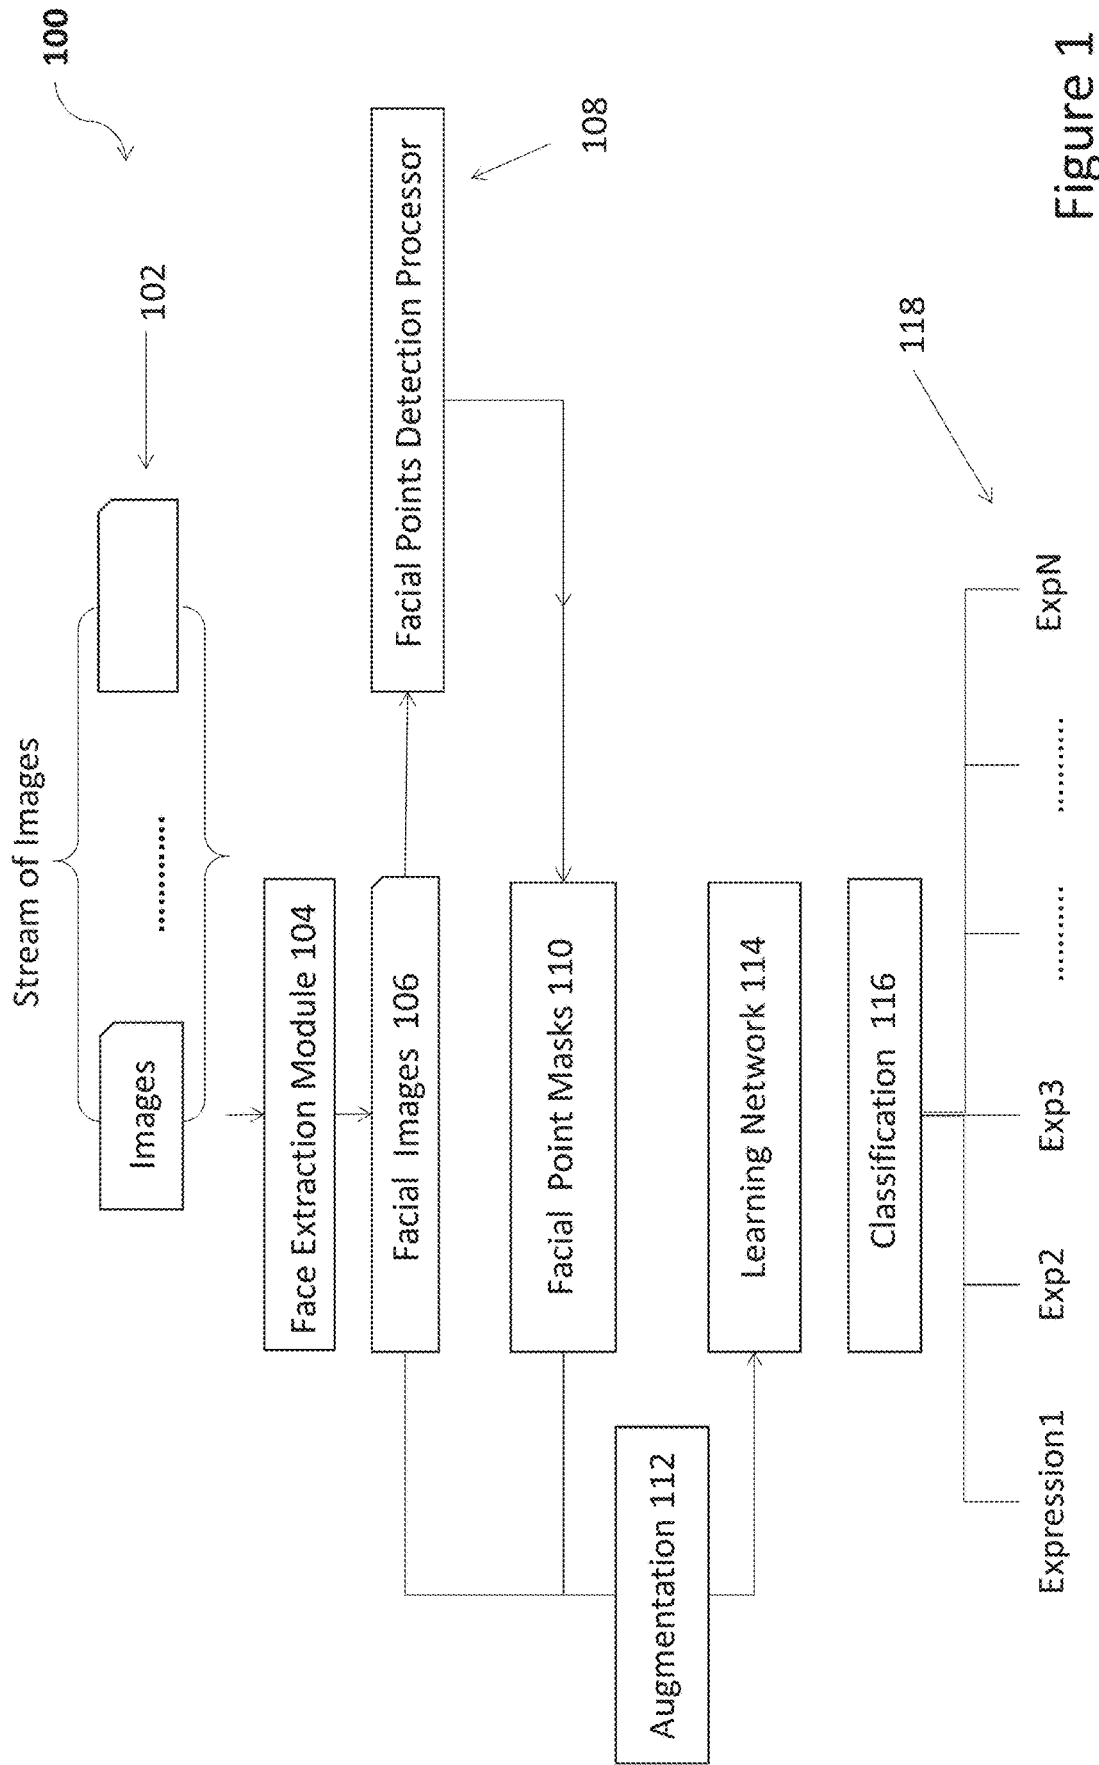 100
Stream of Images
Images
............
102
Face Extraction Module 104
Facial Images 106
Facial Points Detection Processor
108
Facial Point Masks 110
Augmentation 112
Learning Network 114
Classification 116
118
Expression1
Exp2
Exp3
..........
..........
ExpN
Figure 1